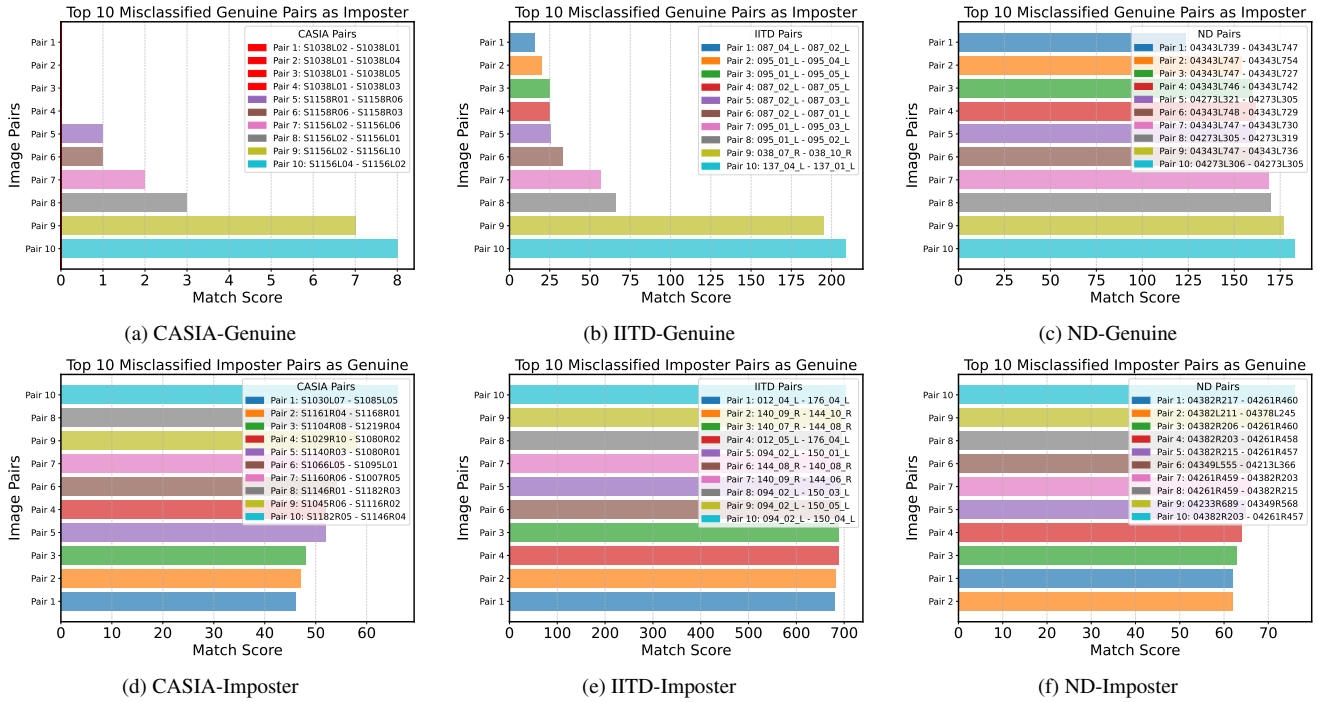 Top 10 Misclassified Genuine Pairs as Imposter
Image Pairs
Pair 1
Pair 2
Pair 3
Pair 4
Pair 5
Pair 6
Pair 7
Pair 8
Pair 9
Pair 10
CASIA Pairs
Pair 1: S1038L02 - S1038L01
Pair 2: S1038L01 - S1038L04
Pair 3: S1038L01 - S1038L05
Pair 4: S1038L01 - S1038L03
Pair 5: S1158R01 - S1158R06
Pair 6: S1158R06 - S1158R03
Pair 7: S1156L02 - S1156L06
Pair 8: S1156L02 - S1156L01
Pair 9: S1156L02 - S1156L10
Pair 10: S1156L04 - S1156L02
0 1 2 3 4 5 6 7 8
Match Score
(a) CASIA-Genuine
Top 10 Misclassified Genuine Pairs as Imposter
Image Pairs
Pair 1
Pair 2
Pair 3
Pair 4
Pair 5
Pair 6
Pair 7
Pair 8
Pair 9
Pair 10
IITD Pairs
Pair 1: 087_04_L - 087_02_L
Pair 2: 095_01_L - 095_04_L
Pair 3: 095_01_L - 095_05_L
Pair 4: 087_02_L - 087_05_L
Pair 5: 087_02_L - 087_03_L
Pair 6: 087_02_L - 087_01_L
Pair 7: 095_01_L - 095_03_L
Pair 8: 095_01_L - 095_02_L
Pair 9: 038_07_R - 038_10_R
Pair 10: 137_04_L - 137_01_L
0 25 50 75 100 125 150 175 200
Match Score
(b) IITD-Genuine
Top 10 Misclassified Genuine Pairs as Imposter
Image Pairs
Pair 1
Pair 2
Pair 3
Pair 4
Pair 5
Pair 6
Pair 7
Pair 8
Pair 9
Pair 10
ND Pairs
Pair 1: 04343L739 - 04343L747
Pair 2: 04343L747 - 04343L754
Pair 3: 04343L747 - 04343L727
Pair 4: 04343L746 - 04343L742
Pair 5: 04273L321 - 04273L305
Pair 6: 04343L748 - 04343L729
Pair 7: 04343L747 - 04343L730
Pair 8: 04273L305 - 04273L319
Pair 9: 04343L747 - 04343L736
Pair 10: 04273L306 - 04273L305
0 25 50 75 100 125 150 175
Match Score
(c) ND-Genuine
Top 10 Misclassified Imposter Pairs as Genuine
Image Pairs
Pair 10
Pair 8
Pair 9
Pair 7
Pair 6
Pair 4
Pair 5
Pair 3
Pair 2
Pair 1
CASIA Pairs
Pair 1: S1030L07 - S1085L05
Pair 2: S1161R04 - S1168R01
Pair 3: S1104R08 - S1219R04
Pair 4: S1029R10 - S1080R02
Pair 5: S1140R03 - S1080R01
Pair 6: S1066L05 - S1095L01
Pair 7: S1160R06 - S1007R05
Pair 8: S1146R01 - S1182R03
Pair 9: S1045R06 - S1116R02
Pair 10: S1182R05 - S1146R04
0 10 20 30 40 50 60
Match Score
(d) CASIA-Imposter
Top 10 Misclassified Imposter Pairs as Genuine
Image Pairs
Pair 10
Pair 9
Pair 8
Pair 7
Pair 5
Pair 6
Pair 3
Pair 4
Pair 2
Pair 1
IITD Pairs
Pair 1: 012_04_L - 176_04_L
Pair 2: 140_09_R - 144_10_R
Pair 3: 140_07_R - 144_08_R
Pair 4: 012_05_L - 176_04_L
Pair 5: 094_02_L - 150_01_L
Pair 6: 144_08_R - 140_08_R
Pair 7: 140_09_R - 144_06_R
Pair 8: 094_02_L - 150_03_L
Pair 9: 094_02_L - 150_05_L
Pair 10: 094_02_L - 150_04_L
0 100 200 300 400 500 600 700
Match Score
(e) IITD-Imposter
Top 10 Misclassified Imposter Pairs as Genuine
Image Pairs
Pair 10
Pair 9
Pair 8
Pair 6
Pair 7
Pair 5
Pair 4
Pair 3
Pair 1
Pair 2
ND Pairs
Pair 1: 04382R217 - 04261R460
Pair 2: 04382L211 - 04378L245
Pair 3: 04382R206 - 04261R460
Pair 4: 04382R203 - 04261R458
Pair 5: 04382R215 - 04261R457
Pair 6: 04349L555 - 04213L366
Pair 7: 04261R459 - 04382R203
Pair 8: 04261R459 - 04382R215
Pair 9: 04233R689 - 04349R568
Pair 10: 04382R203 - 04261R457
0 10 20 30 40 50 60 70
Match Score
(f) ND-Imposter